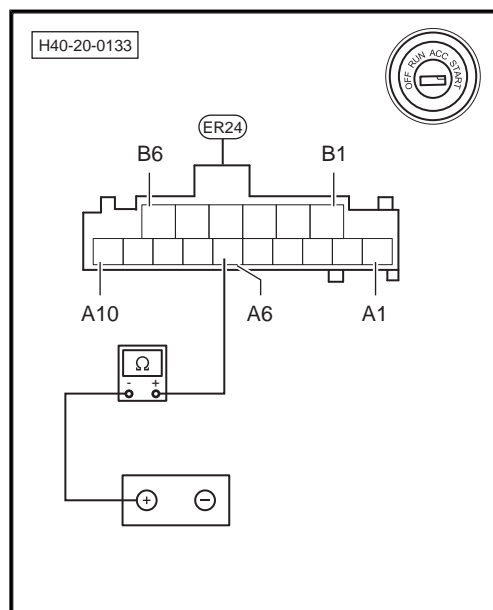 H40-20-0133
OFF RUN ACC START
ER24
B6 B1
A10 A6 A1
Ω
- +
+ −